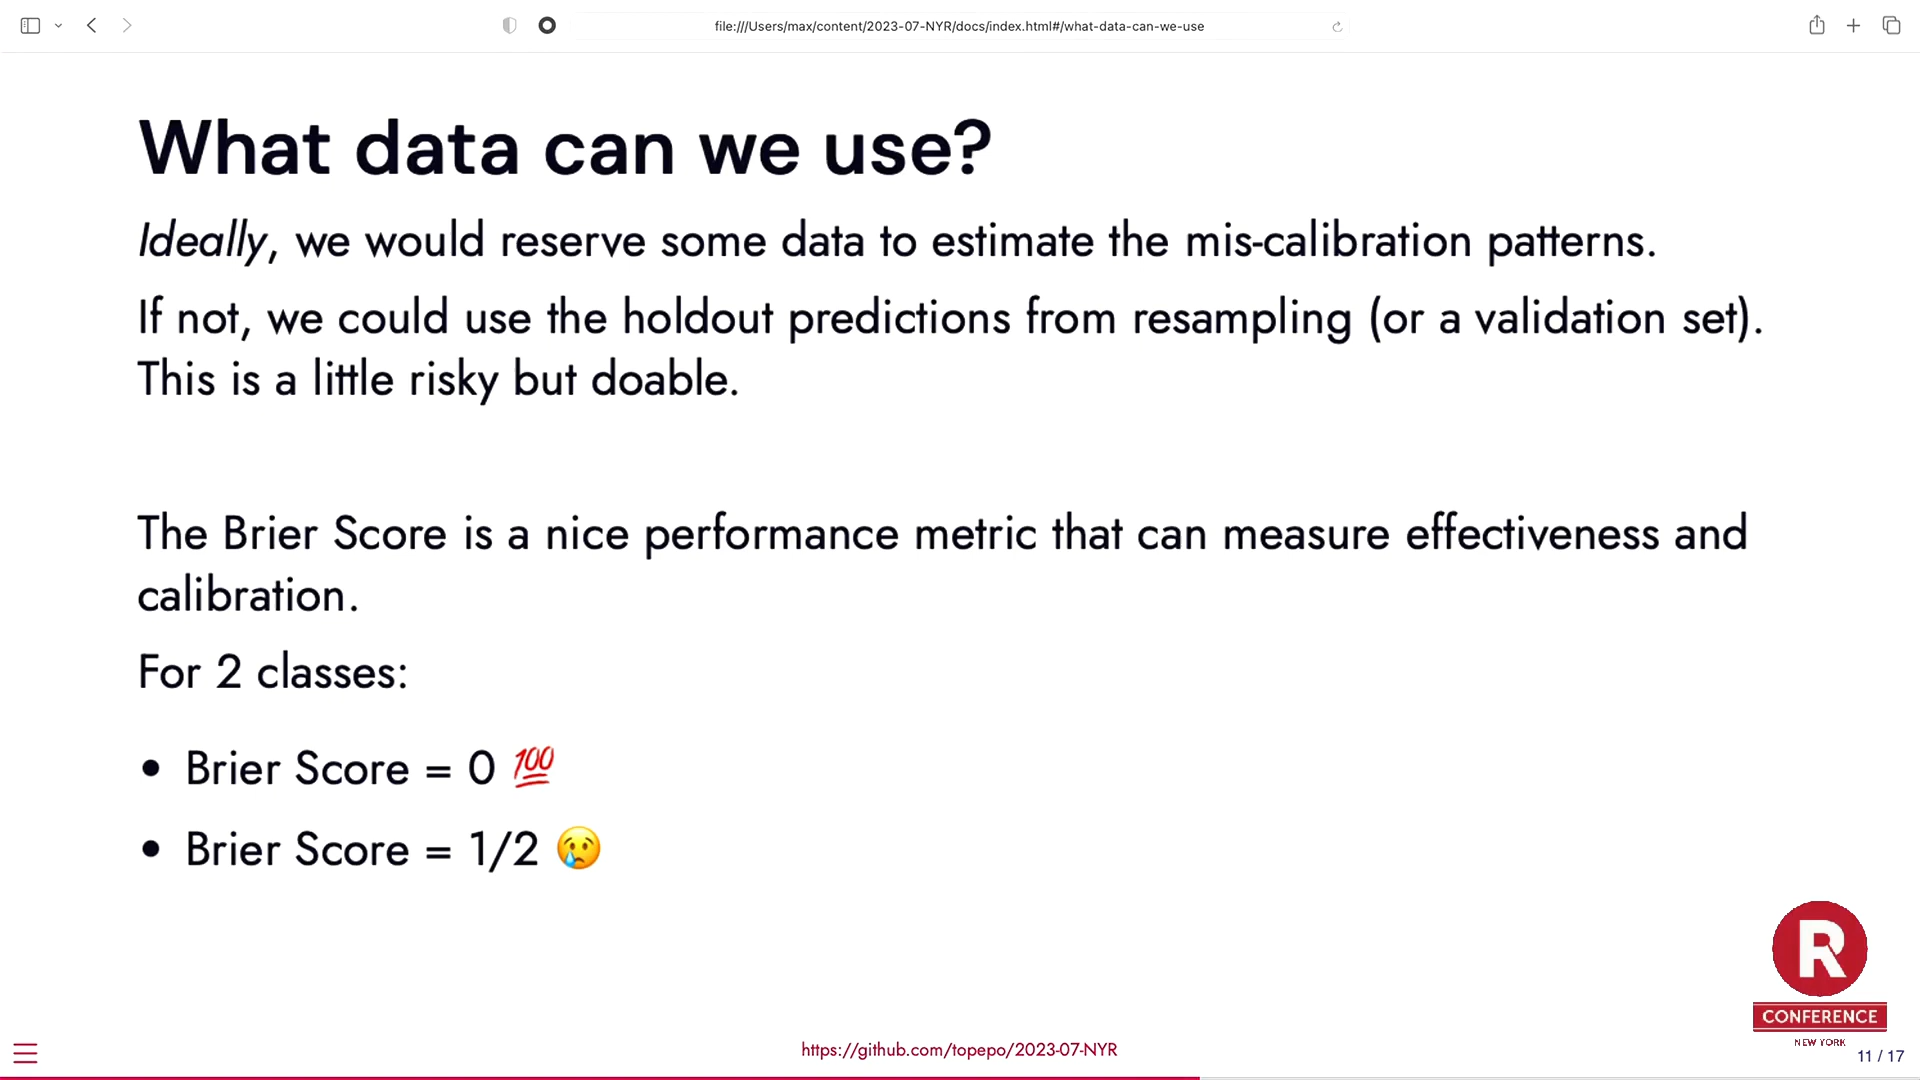 file:///Users/max/content/2023-07-NYR/docs/index.html#/what-data-can-we-use
What data can we use?
Ideally, we would reserve some data to estimate the mis-calibration patterns.
If not, we could use the holdout predictions from resampling (or a validation set).
This is a little risky but doable.
The Brier Score is a nice performance metric that can measure effectiveness and
calibration.
For 2 classes:
• Brier Score = 0 💯
• Brier Score = 1/2 😢
R
CONFERENCE
NEW YORK
https://github.com/topepo/2023-07-NYR
11 / 17